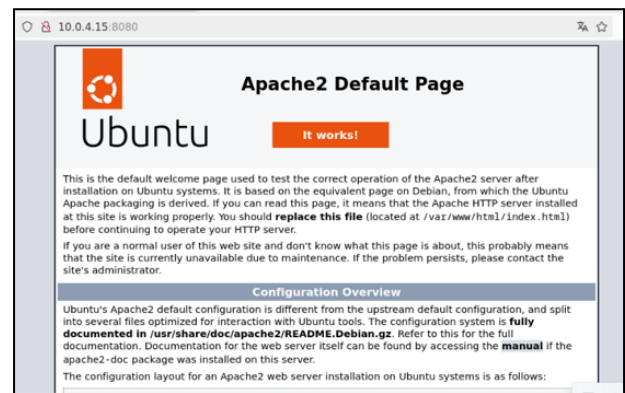 10.0.4.15:8080
Apache2 Default Page
Ubuntu
It works!
This is the default welcome page used to test the correct operation of the Apache2 server after
installation on Ubuntu systems. It is based on the equivalent page on Debian, from which the Ubuntu
Apache packaging is derived. If you can read this page, it means that the Apache HTTP server installed
at this site is working properly. You should replace this file (located at /var/www/html/index.html)
before continuing to operate your HTTP server.
If you are a normal user of this web site and don't know what this page is about, this probably means
that the site is currently unavailable due to maintenance. If the problem persists, please contact the
site's administrator.
Configuration Overview
Ubuntu's Apache2 default configuration is different from the upstream default configuration, and split
into several files optimized for interaction with Ubuntu tools. The configuration system is fully
documented in /usr/share/doc/apache2/README.Debian.gz. Refer to this for the full
documentation. Documentation for the web server itself can be found by accessing the manual if the
apache2-doc package was installed on this server.
The configuration layout for an Apache2 web server installation on Ubuntu systems is as follows: